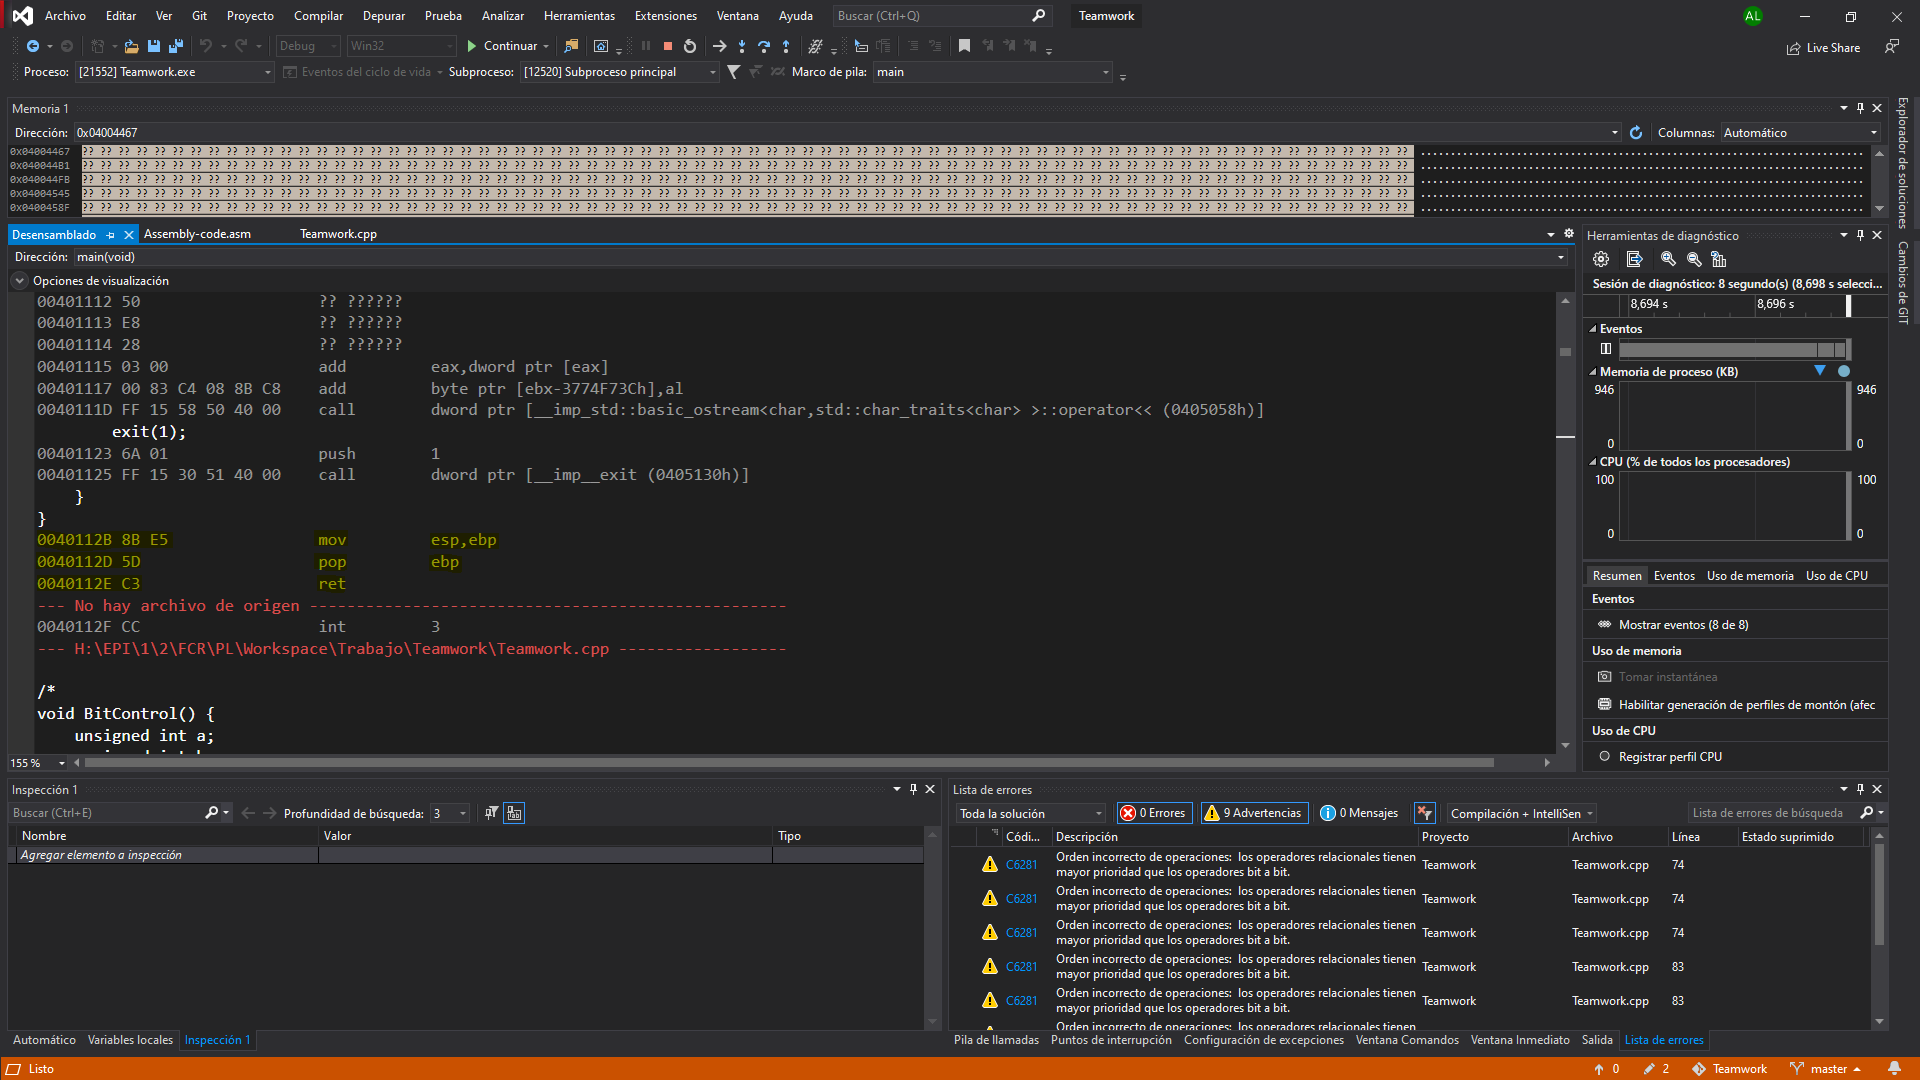 Archivo Editar Ver Git Proyecto Compilar Depurar Prueba Analizar Herramientas Extensiones Ventana Ayuda Buscar (Ctrl+Q) Teamwork AL
Debug Win32 Continuar Live Share
Proceso: [21552] Teamwork.exe Eventos del ciclo de vida Subproceso: [12520] Subproceso principal Marco de pila: main
Memoria 1
Dirección: 0x04004467 Columnas: Automático
0x04004467
0x040044B1
0x040044FB
0x04004545
0x0400458F
Explorador de soluciones
Cambios de GIT
Desensamblado Assembly-code.asm Teamwork.cpp
Dirección: main(void)
Opciones de visualización
00401112 50 ?? ??????
00401113 E8 ?? ??????
00401114 28 ?? ??????
00401115 03 00 add eax,dword ptr [eax]
00401117 00 83 C4 08 8B C8 add byte ptr [ebx-3774F73Ch],al
0040111D FF 15 58 50 40 00 call dword ptr [__imp_std::basic_ostream<char,std::char_traits<char> >::operator<< (0405058h)]
exit(1);
00401123 6A 01 push 1
00401125 FF 15 30 51 40 00 call dword ptr [__imp__exit (0405130h)]
}
}
0040112B 8B E5 mov esp,ebp
0040112D 5D pop ebp
0040112E C3 ret
--- No hay archivo de origen ---------------------------------------------------
0040112F CC int 3
--- H:\EPI\1\2\FCR\PL\Workspace\Trabajo\Teamwork\Teamwork.cpp ------------------
/*
void BitControl() {
unsigned int a;
155 %
Herramientas de diagnóstico
Sesión de diagnóstico: 8 segundo(s) (8,698 s selecci...
8,694 s 8,696 s
Eventos
Memoria de proceso (KB)
946 946
0 0
CPU (% de todos los procesadores)
100 100
0 0
Resumen Eventos Uso de memoria Uso de CPU
Eventos
Mostrar eventos (8 de 8)
Uso de memoria
Tomar instantánea
Habilitar generación de perfiles de montón (afec
Uso de CPU
Registrar perfil CPU
Inspección 1
Buscar (Ctrl+E) Profundidad de búsqueda: 3
Nombre Valor Tipo
Agregar elemento a inspección
Automático Variables locales Inspección 1
Lista de errores
Toda la solución 0 Errores 9 Advertencias 0 Mensajes Compilación + IntelliSen Lista de errores de búsqueda
Códi... Descripción Proyecto Archivo Línea Estado suprimido
C6281 Orden incorrecto de operaciones: los operadores relacionales tienen mayor prioridad que los operadores bit a bit. Teamwork Teamwork.cpp 74
C6281 Orden incorrecto de operaciones: los operadores relacionales tienen mayor prioridad que los operadores bit a bit. Teamwork Teamwork.cpp 74
C6281 Orden incorrecto de operaciones: los operadores relacionales tienen mayor prioridad que los operadores bit a bit. Teamwork Teamwork.cpp 74
C6281 Orden incorrecto de operaciones: los operadores relacionales tienen mayor prioridad que los operadores bit a bit. Teamwork Teamwork.cpp 83
C6281 Orden incorrecto de operaciones: los operadores relacionales tienen mayor prioridad que los operadores bit a bit. Teamwork Teamwork.cpp 83
Orden incorrecto de operaciones: los operadores relacionales tienen
Pila de llamadas Puntos de interrupción Configuración de excepciones Ventana Comandos Ventana Inmediato Salida Lista de errores
Listo 0 2 Teamwork master